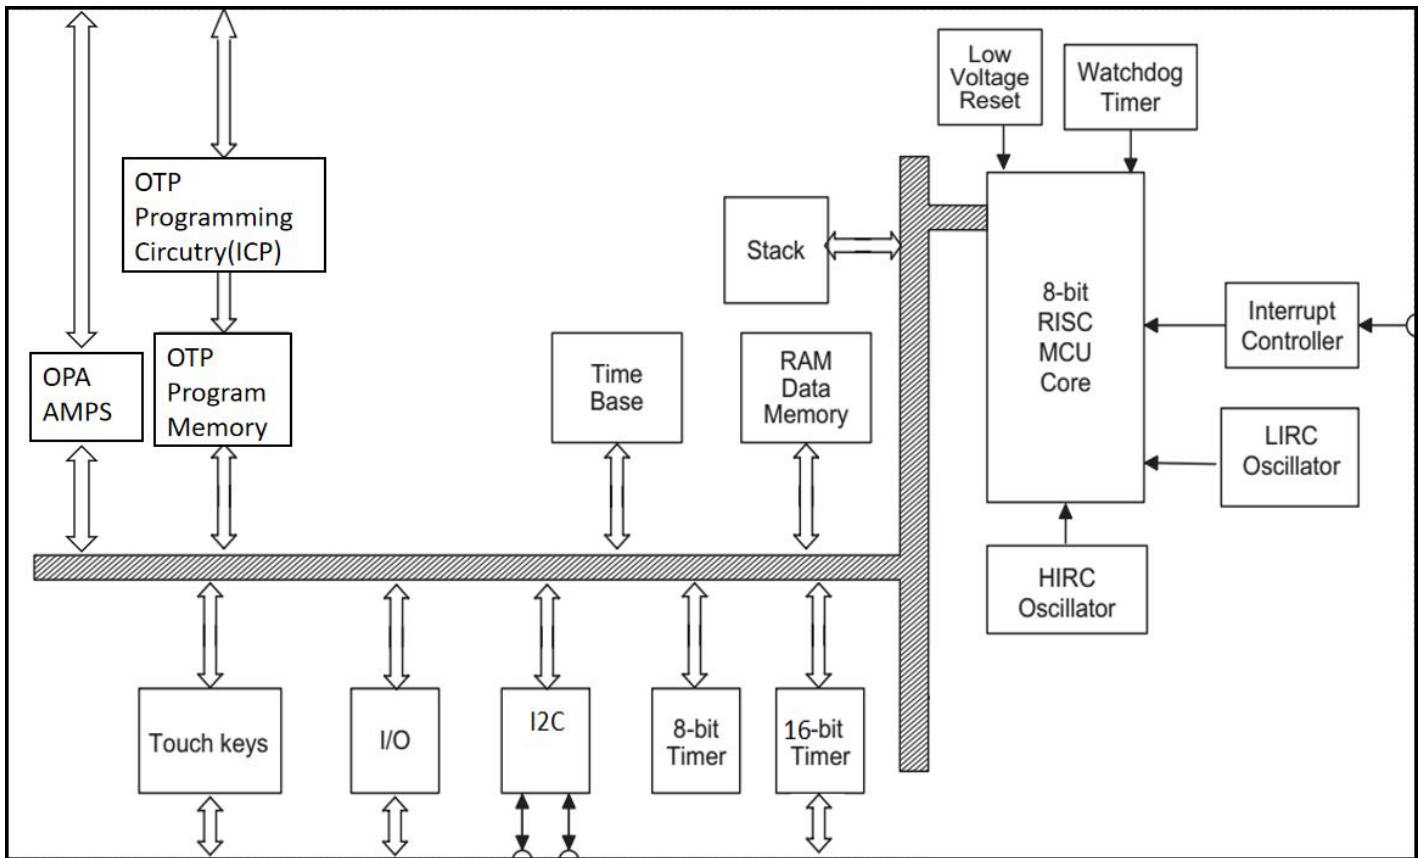 Low
Voltage
Reset
Watchdog
Timer
OTP
Programming
Circutry(ICP)
Stack
8-bit
RISC
MCU
Core
Interrupt
Controller
OPA
AMPS
OTP
Program
Memory
Time
Base
RAM
Data
Memory
LIRC
Oscillator
HIRC
Oscillator
Touch keys
I/O
I2C
8-bit
Timer
16-bit
Timer